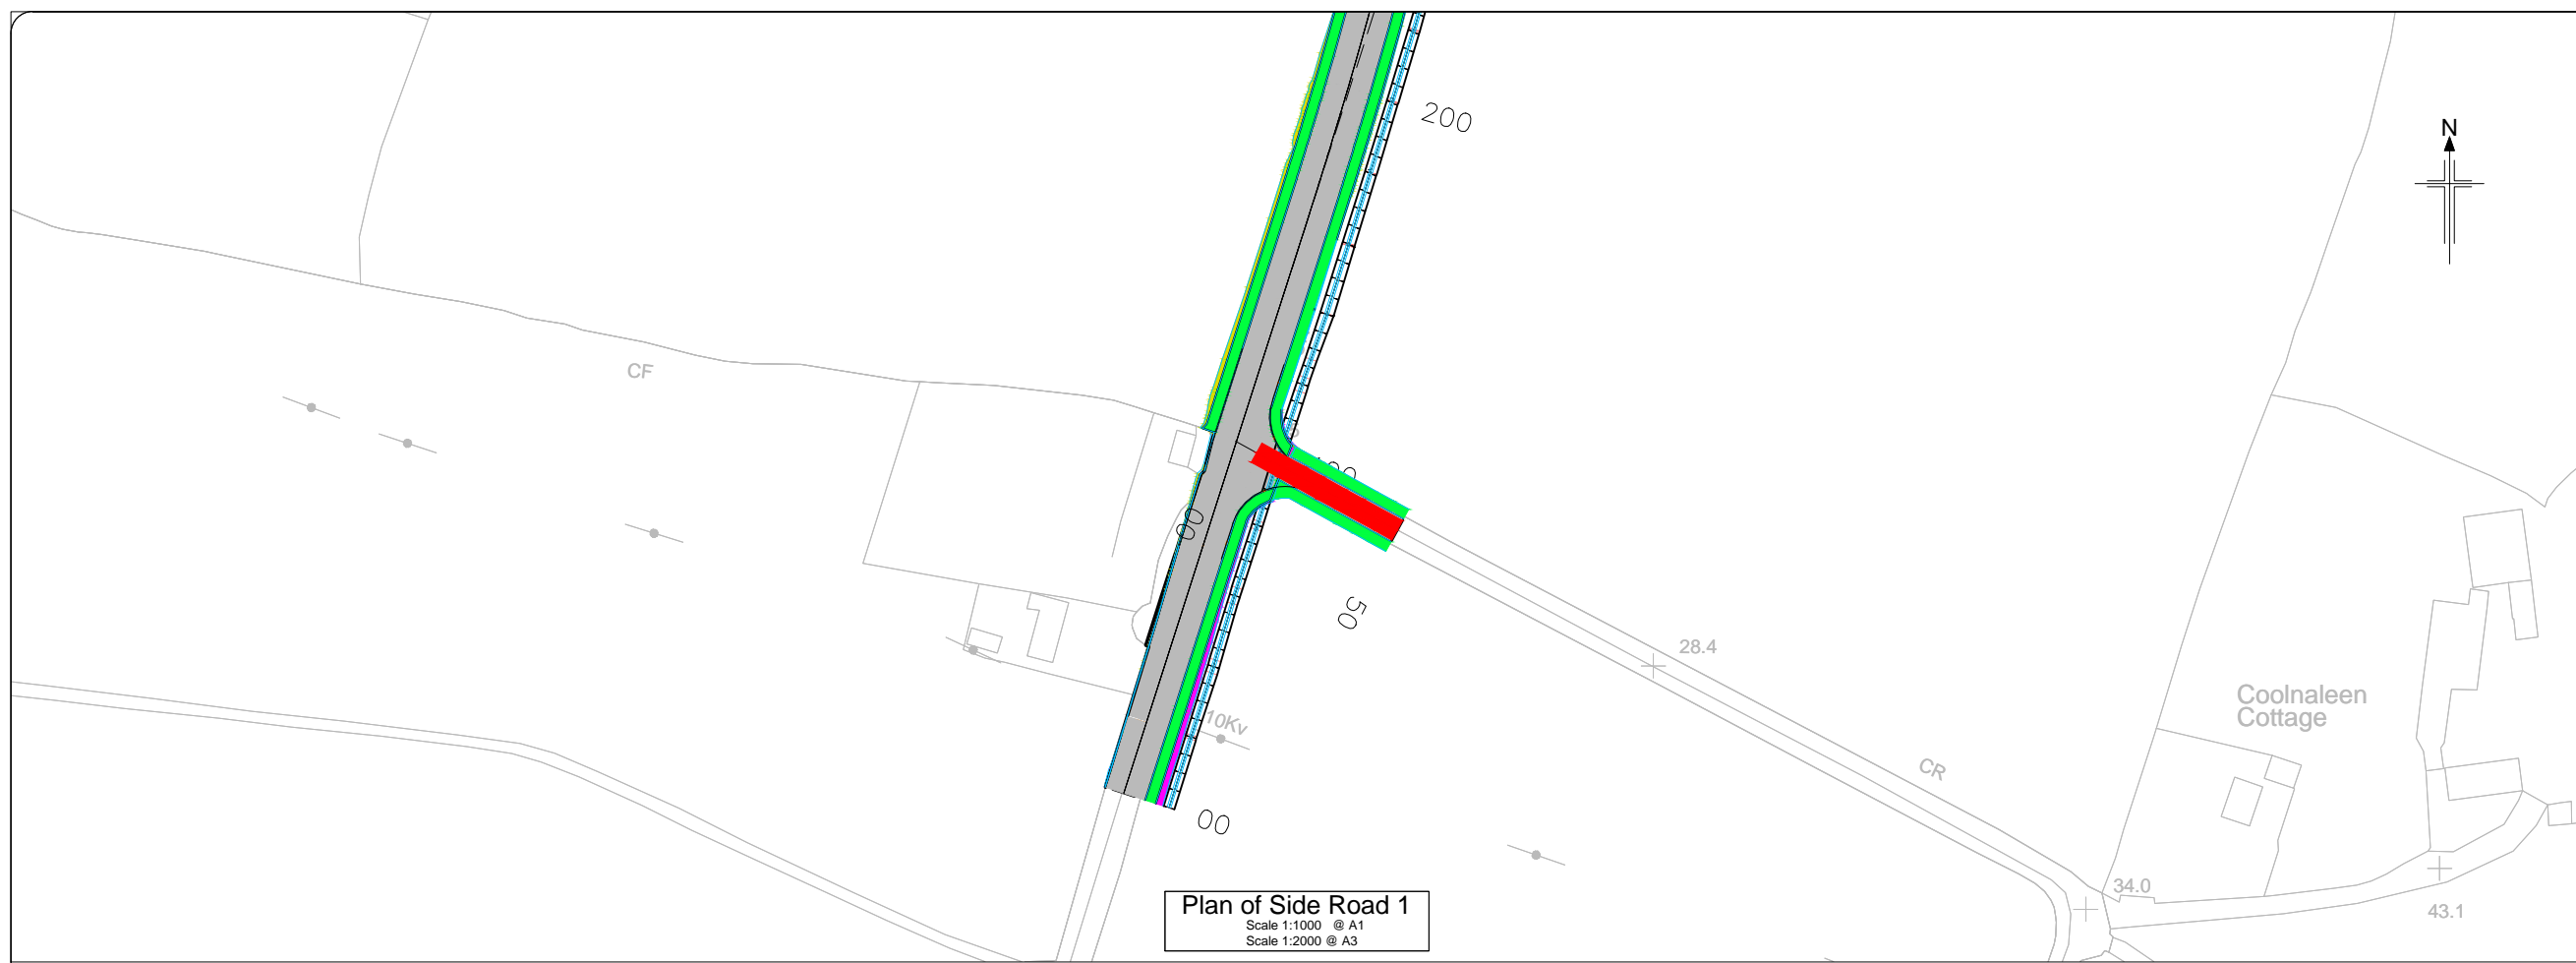 200
N
CF
00
50
28.4
10Kv
Coolnaleen
Cottage
CR
00
34.0
43.1
Plan of Side Road 1
Scale 1:1000 @ A1
Scale 1:2000 @ A3